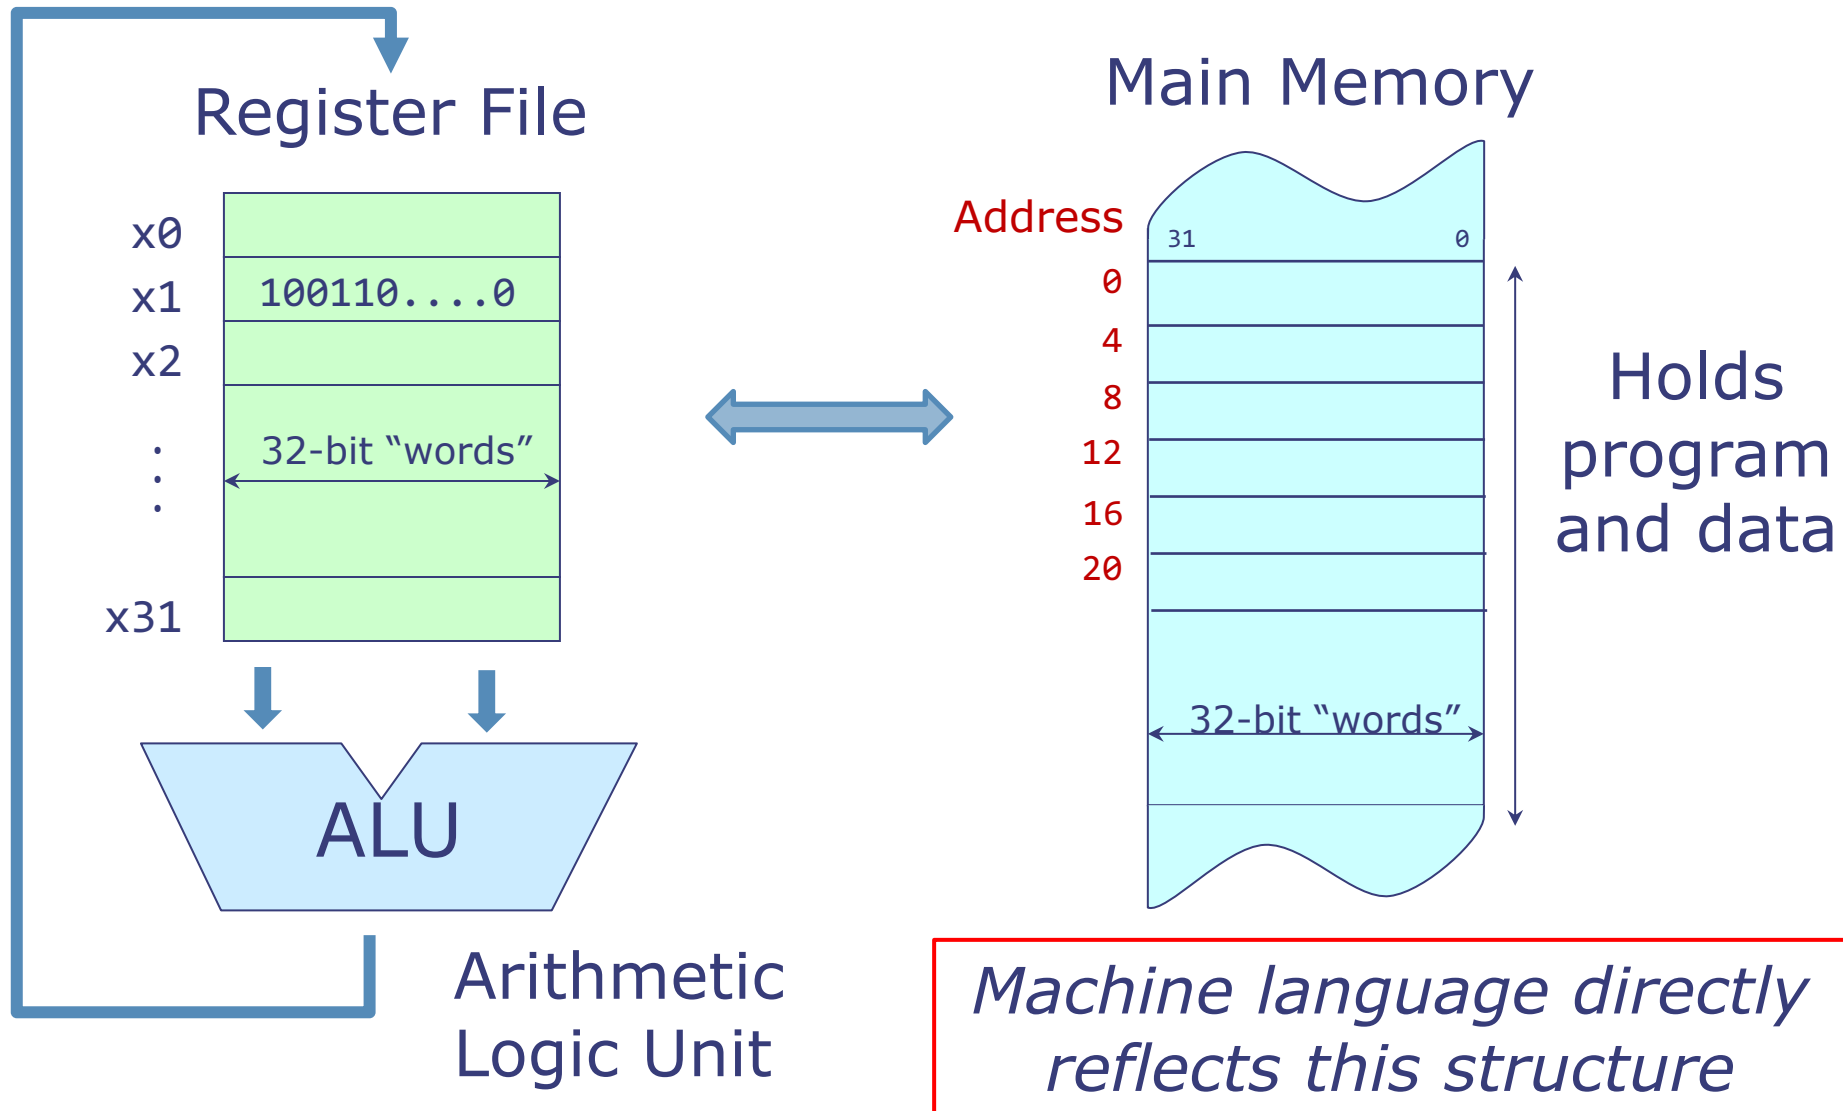 Register File
x0
x1
100110....0
x2
.
.
.
32-bit “words”
x31
ALU
Arithmetic
Logic Unit
Main Memory
Address
31 0
0
4
8
12
16
20
32-bit “words”
Holds
program
and data
Machine language directly
reflects this structure